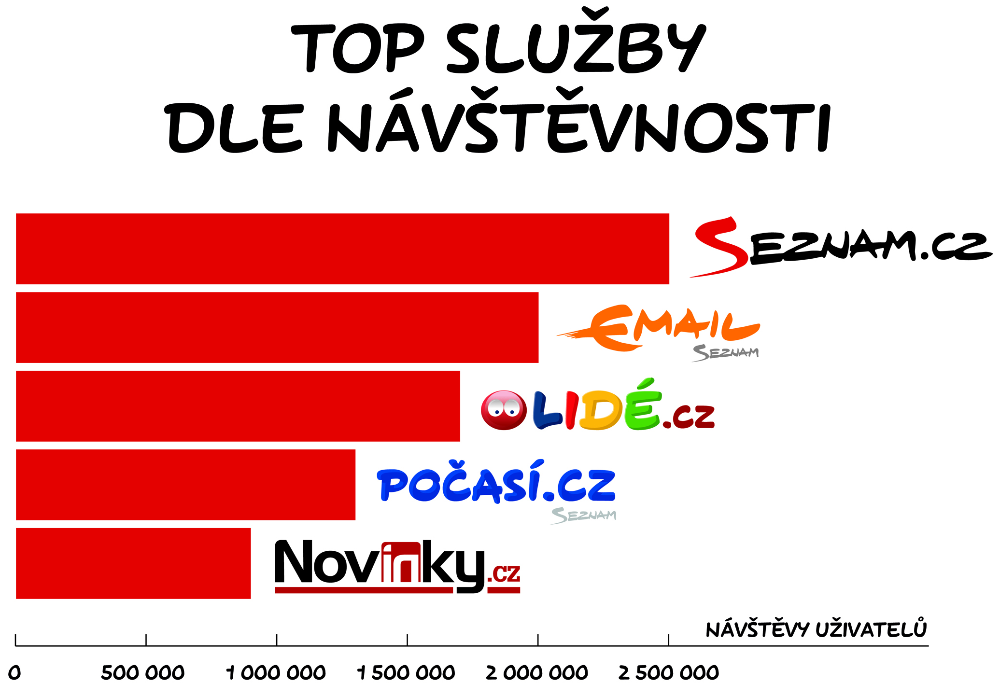 TOP SLUŽBY
DLE NÁVŠTĚVNOSTI
SEZNAM.CZ
EMAIL
SEZNAM
LIDÉ.CZ
POČASÍ.CZ
SEZNAM
Novinky.cz
NÁVŠTĚVY UŽIVATELŮ
0 500 000 1 000 000 1 500 000 2 000 000 2 500 000